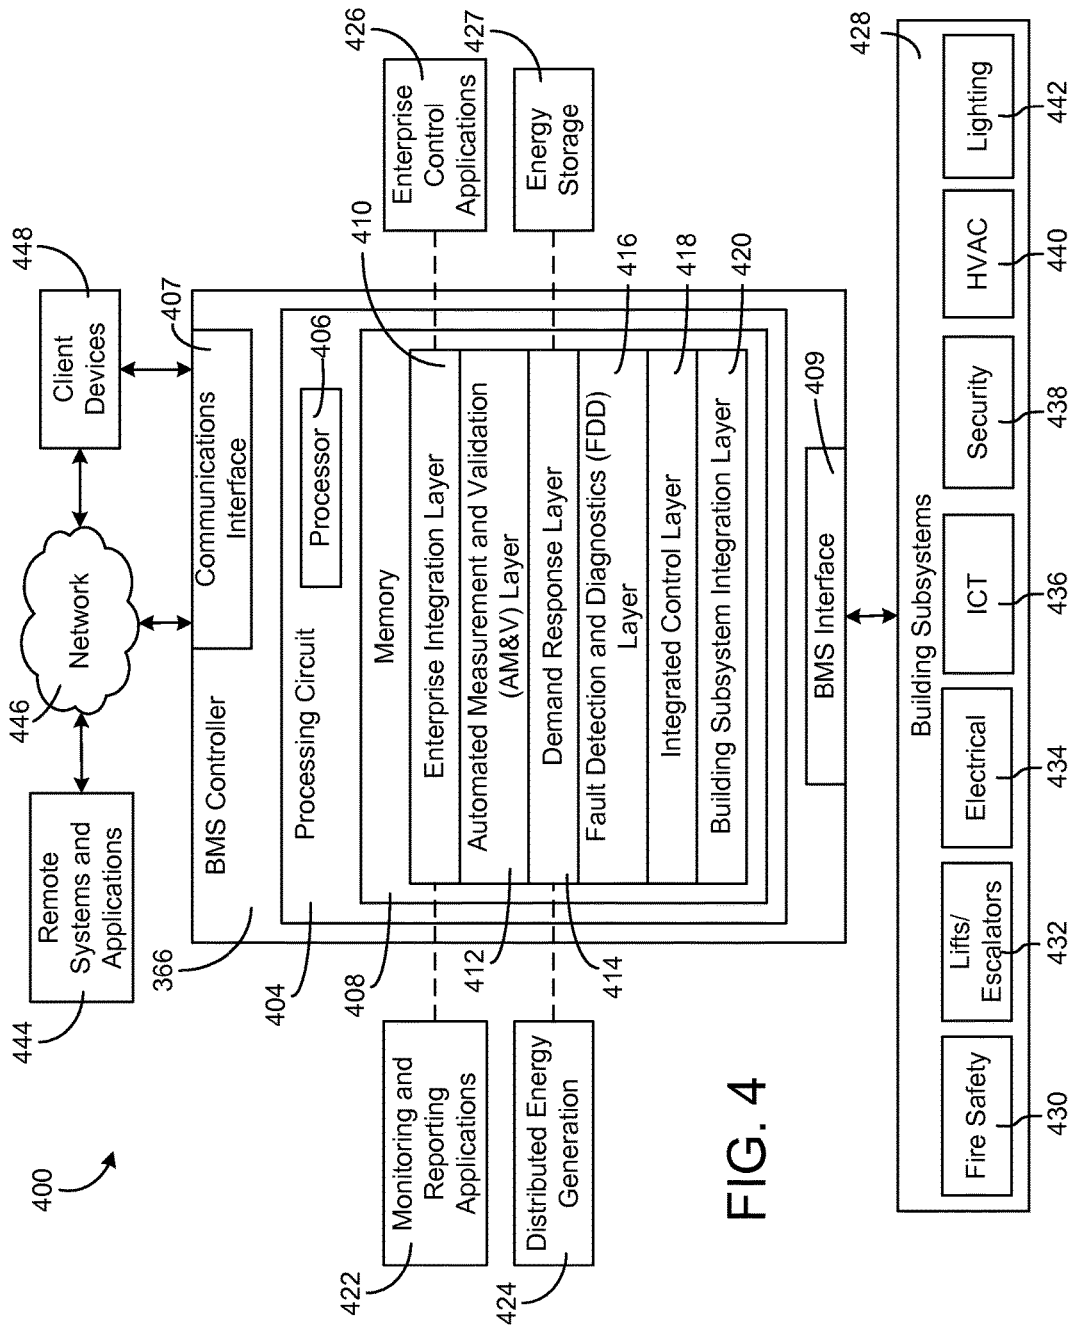 400
444
Remote
Systems and
Applications
446
Network
Client
Devices
448
366
BMS Controller
Communications
Interface
407
404
Processing Circuit
Processor
406
408
Memory
422
Monitoring and
Reporting
Applications
Enterprise Integration Layer
410
Enterprise
Control
Applications
426
412
Automated Measurement and Validation
(AM&V) Layer
424
Distributed Energy
Generation
414
Demand Response Layer
Energy
Storage
427
Fault Detection and Diagnostics (FDD)
Layer
416
Integrated Control Layer
418
Building Subsystem Integration Layer
420
BMS Interface
409
FIG. 4
Building Subsystems
428
Fire Safety
Lifts/
Escalators
Electrical
ICT
Security
HVAC
Lighting
430
432
434
436
438
440
442